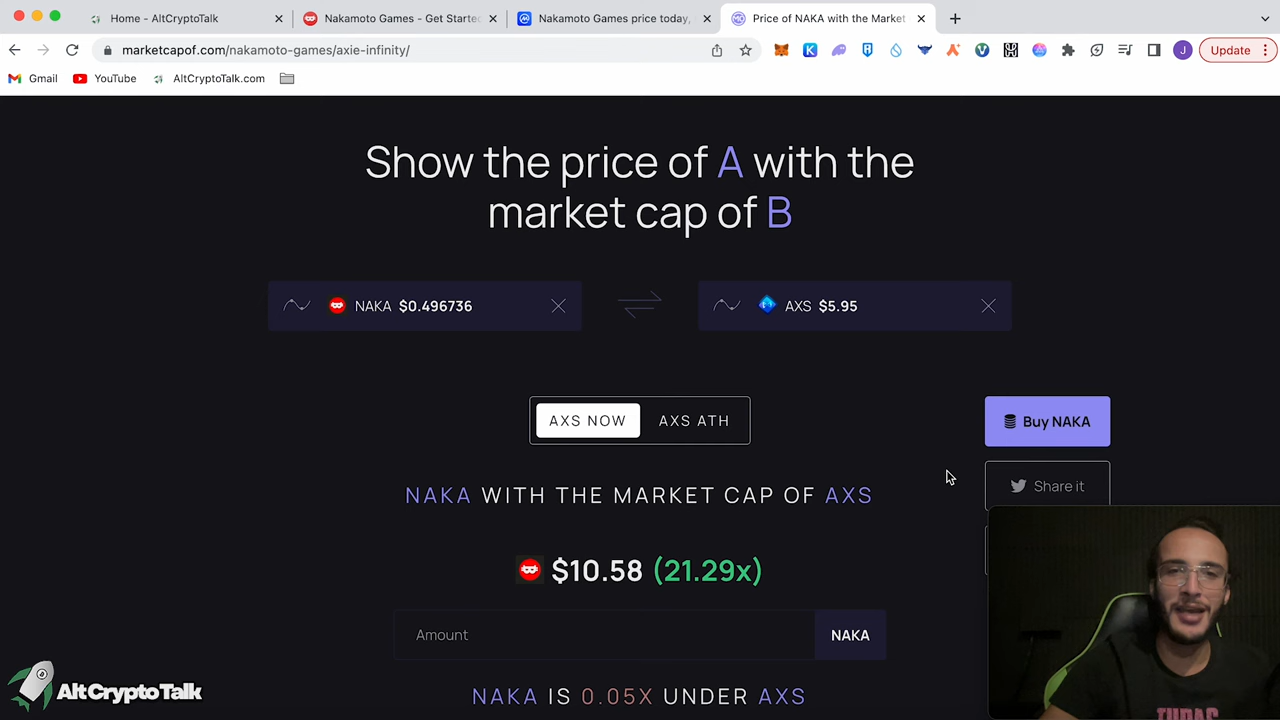 Home - AltCryptoTalk
Nakamoto Games - Get Starte
Nakamoto Games price today,
Price of NAKA with the Market
marketcapof.com/nakamoto-games/axie-infinity/
J
Update
Gmail
YouTube
AltCryptoTalk.com
Show the price of A with the
market cap of B
NAKA $0.496736
AXS $5.95
AXS NOW
AXS ATH
Buy NAKA
NAKA WITH THE MARKET CAP OF AXS
Share it
$10.58 (21.29x)
Amount
NAKA
AltCryptoTalk
NAKA IS 0.05X UNDER AXS